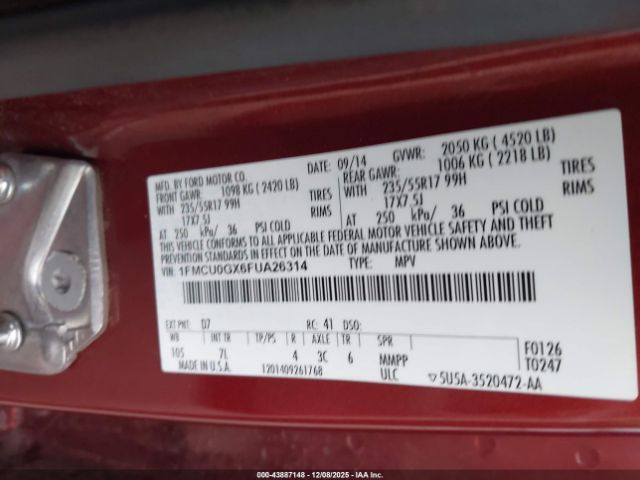 MFD. BY FORD MOTOR CO.
DATE: 09/14 GVWR: 2050 KG ( 4520 LB)
FRONT GAWR: 1098 KG ( 2420 LB) REAR GAWR: 1006 KG ( 2218 LB)
WITH 235/55R17 99H TIRES WITH 235/55R17 99H TIRES
17X7.5J RIMS 17X7.5J RIMS
AT 250 kPa/ 36 PSI COLD AT 250 kPa/ 36 PSI COLD
THIS VEHICLE CONFORMS TO ALL APPLICABLE FEDERAL MOTOR VEHICLE SAFETY AND THEFT
PREVENTION STANDARDS IN EFFECT ON THE DATE OF MANUFACTURE SHOWN ABOVE.
VIN: 1FMCU0GX6FUA26314 TYPE: MPV
EXT PNT: D7 RC: 41 DSO:
WB INT TR TP/PS R AXLE TR SPR F0126
105 7L 4 3C 6 MMPP T0247
MADE IN U.S.A. 1201409261768 ULC ▽5U5A-3520472-AA
00-43887148 - 12/08/2025 - IAA Inc.